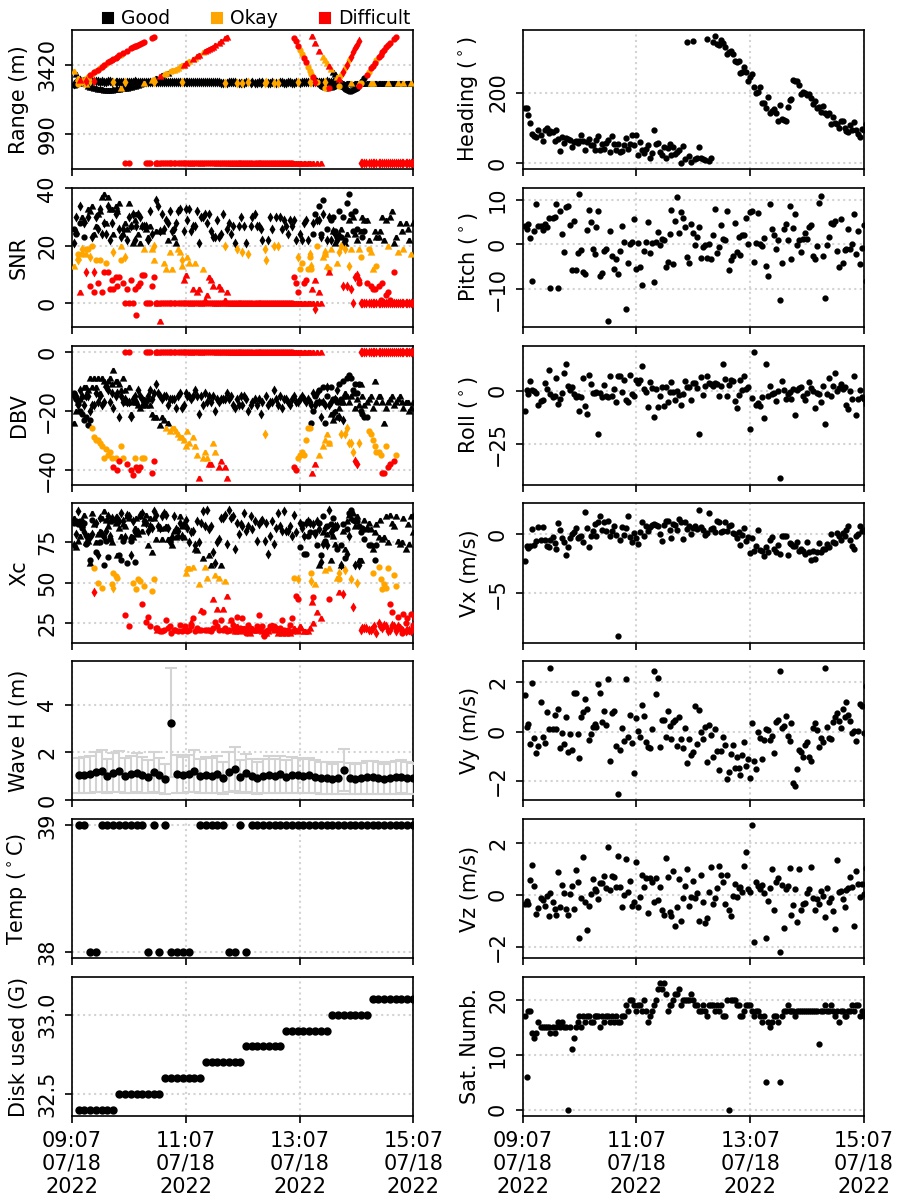 Good Okay Difficult
Range (m)
3420
990
Heading (°)
200
0
SNR
40
20
0
Pitch (°)
10
0
−10
DBV
0
−20
−40
Roll (°)
0
−25
Xc
75
50
25
Vx (m/s)
0
−5
Wave H (m)
4
2
0
Vy (m/s)
2
0
−2
Temp (°C)
39
38
Vz (m/s)
2
0
−2
Disk used (G)
33.0
32.5
Sat. Numb.
20
10
0
09:07 11:07 13:07 15:07
07/18 07/18 07/18 07/18
2022 2022 2022 2022
09:07 11:07 13:07 15:07
07/18 07/18 07/18 07/18
2022 2022 2022 2022